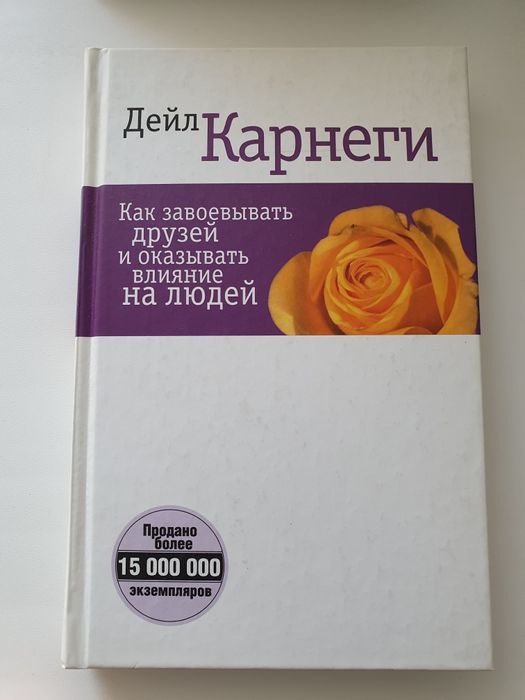 Дейл
Карнеги
Как завоевывать
друзей
и оказывать
влияние
на людей
Продано
более
15 000 000
экземпляров